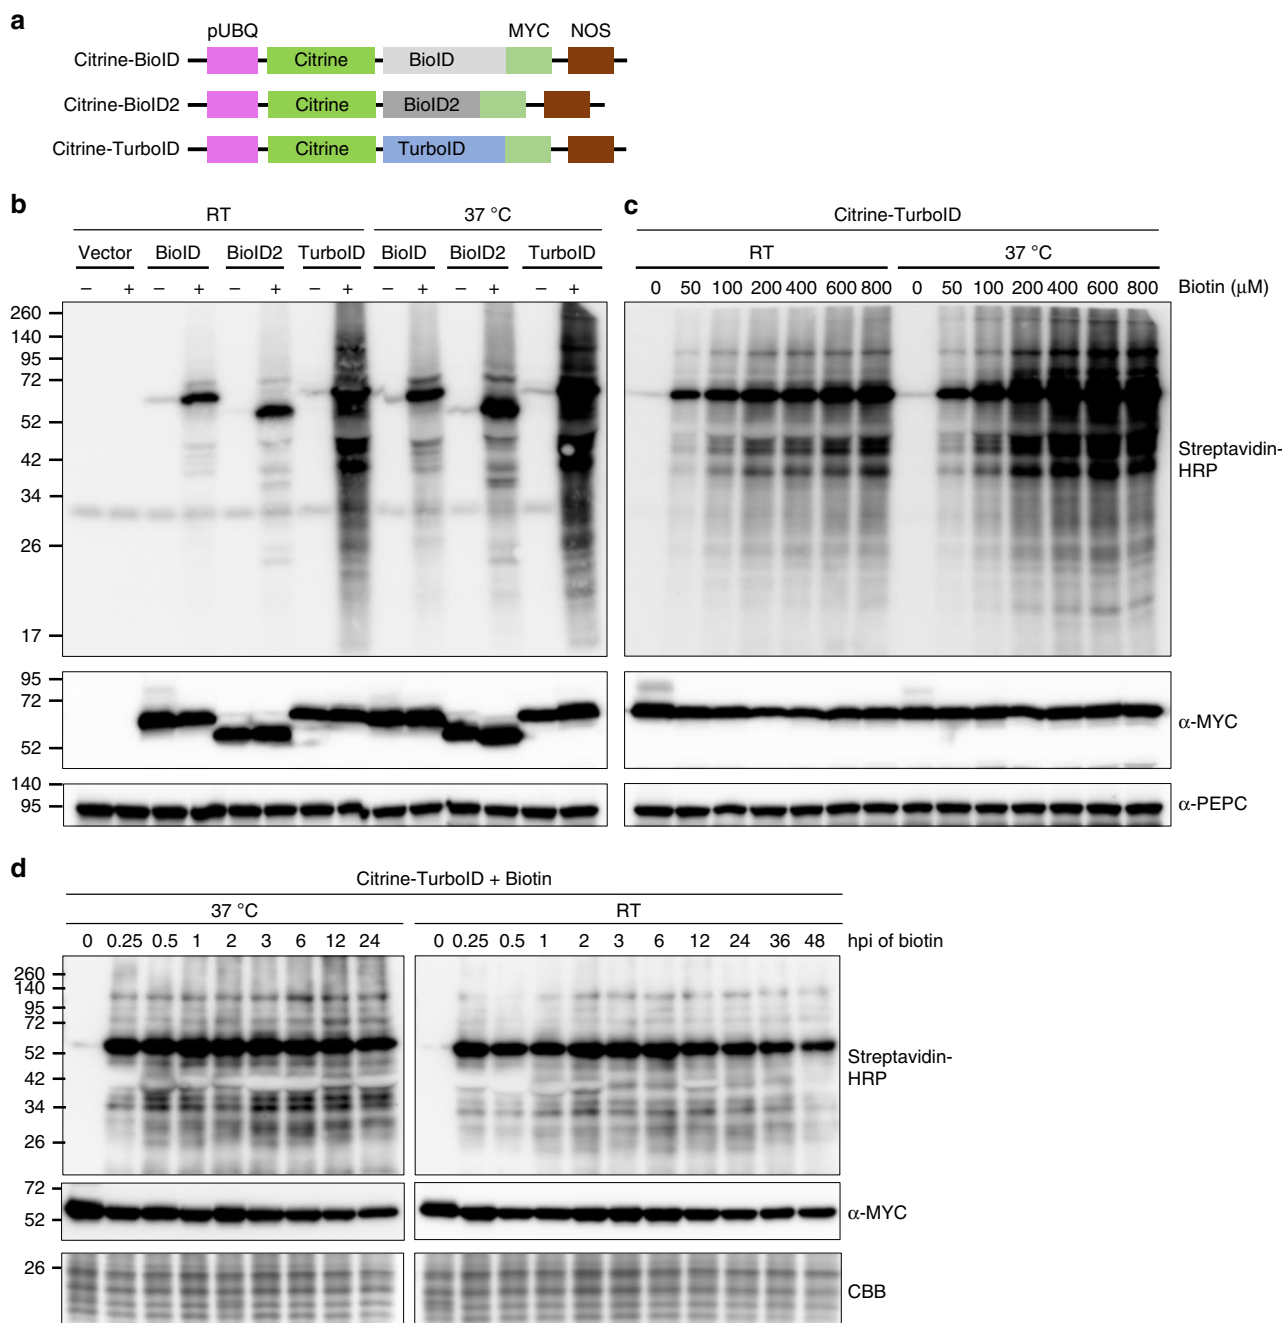 a
pUBQ MYC NOS
Citrine-BioID Citrine BioID
Citrine-BioID2 Citrine BioID2
Citrine-TurboID Citrine TurboID
b
RT 37 °C
Vector BioID BioID2 TurboID BioID BioID2 TurboID
– + – + – + – + – + – + – +
260
140
95
72
52
42
34
26
17
95
72
52
140
95
c
Citrine-TurboID
RT 37 °C
0 50 100 200 400 600 800 0 50 100 200 400 600 800 Biotin (μM)
Streptavidin-
HRP
α-MYC
α-PEPC
d
Citrine-TurboID + Biotin
37 °C RT
0 0.25 0.5 1 2 3 6 12 24 0 0.25 0.5 1 2 3 6 12 24 36 48 hpi of biotin
260
140
95
72
52
42
34
26
Streptavidin-
HRP
72
52
α-MYC
26
CBB